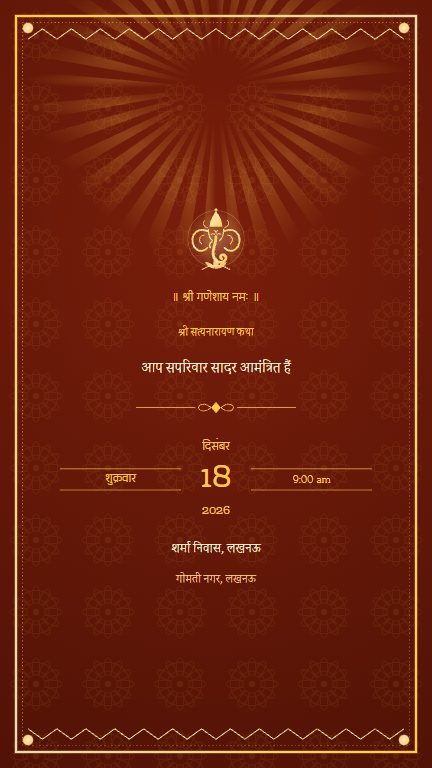 ॥ श्री गणेशाय नमः ॥
श्री सत्यनारायण कथा
आप सपरिवार सादर आमंत्रित हैं
दिसंबर
शुक्रवार 18 9:00 am
2026
शर्मा निवास, लखनऊ
गोमती नगर, लखनऊ